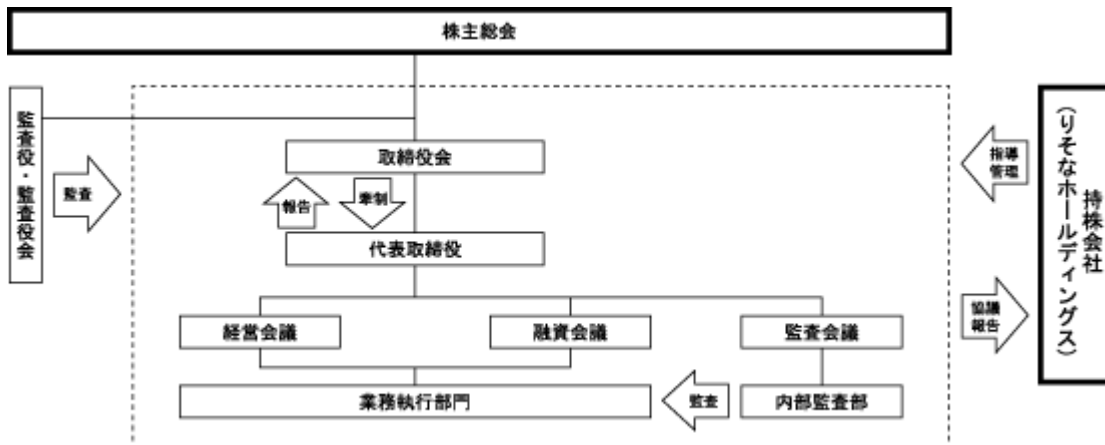 株主総会
監査役・監査役会
監査
取締役会
報告
牽制
代表取締役
経営会議
融資会議
監査会議
業務執行部門
監査
内部監査部
指導
管理
協議
報告
持株会社
(りそなホールディングス)